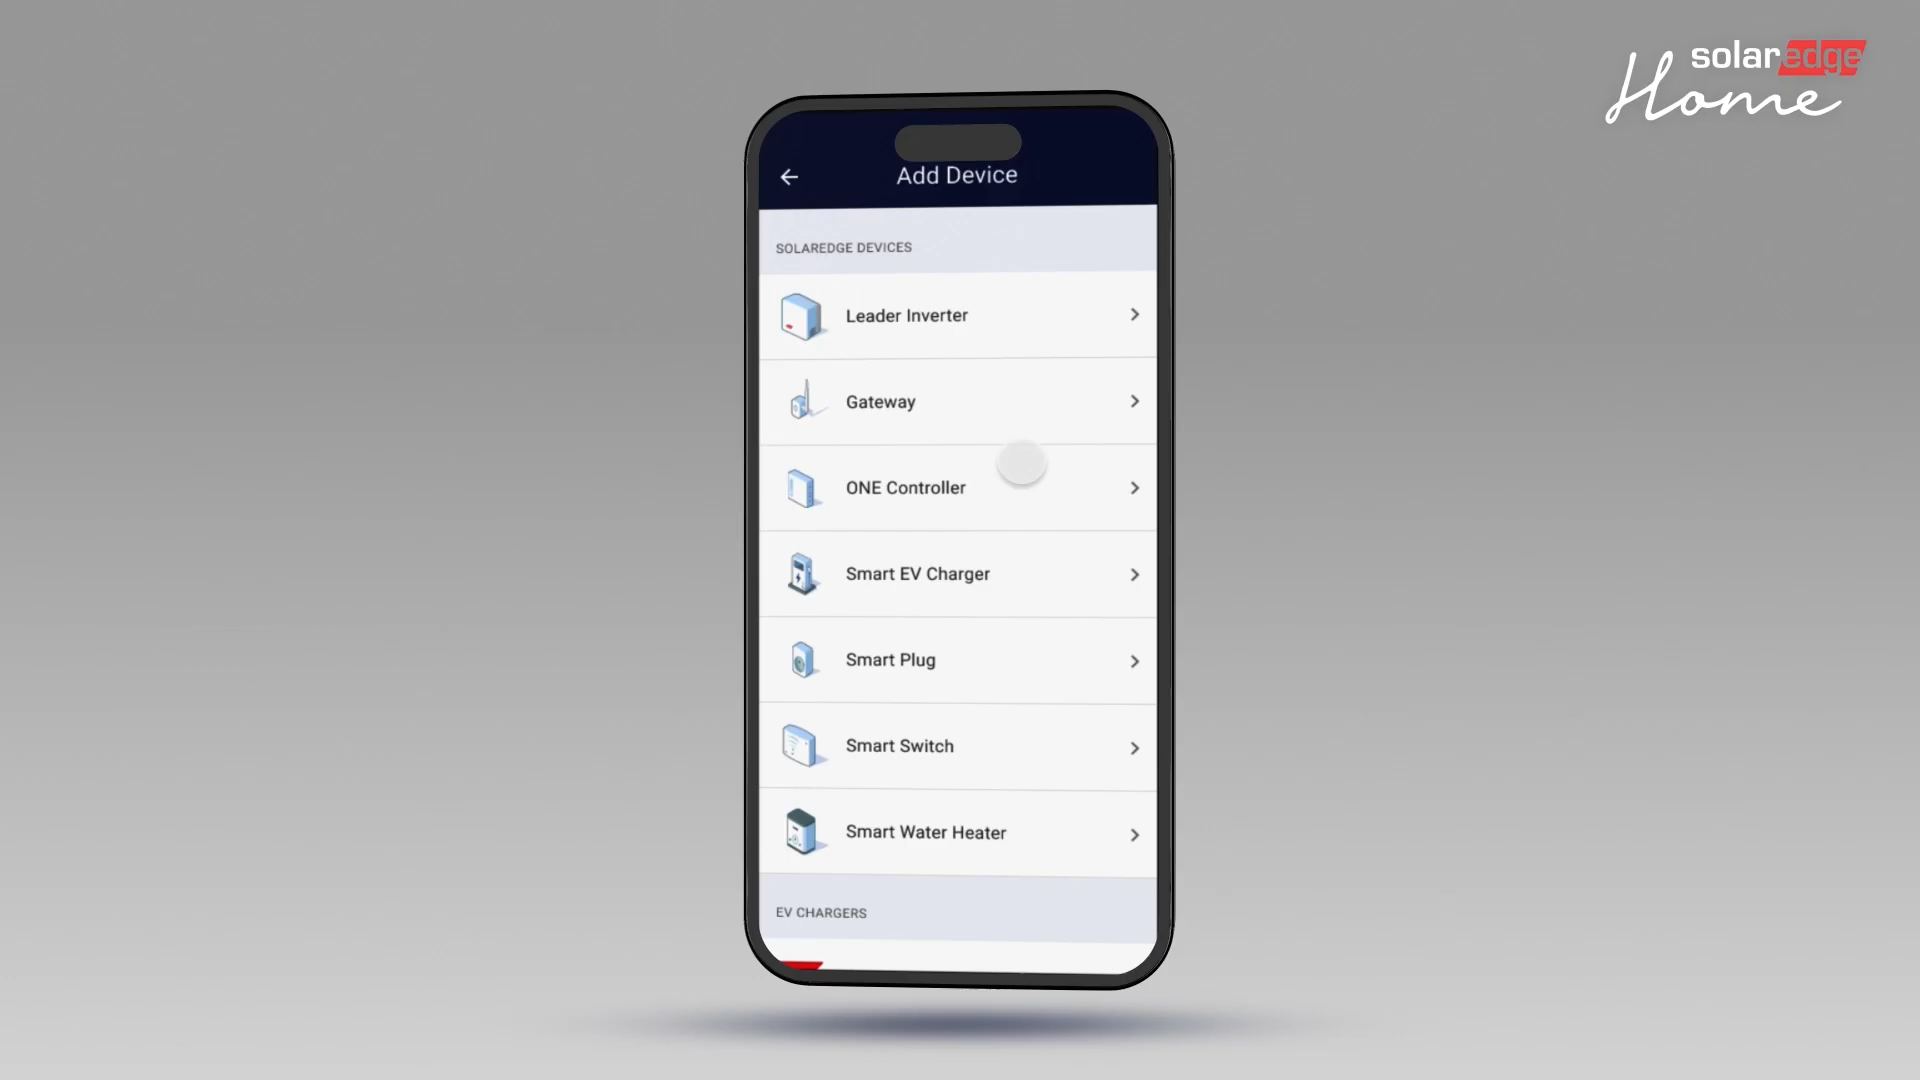 solaredge
Home
Add Device
SOLAREDGE DEVICES
Leader Inverter
Gateway
ONE Controller
Smart EV Charger
Smart Plug
Smart Switch
Smart Water Heater
EV CHARGERS